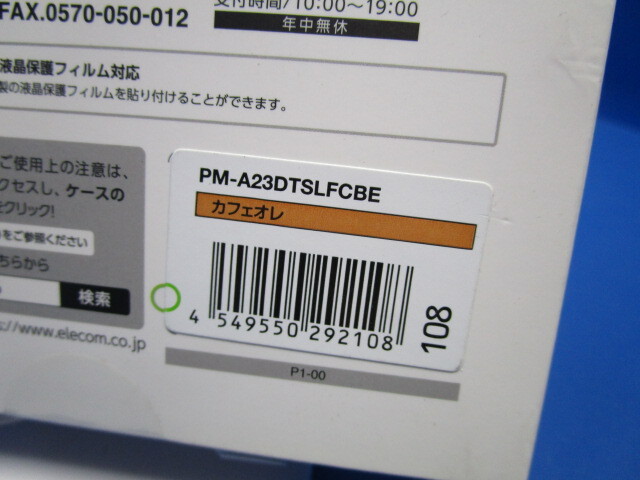 FAX.0570-050-012
受付時間/10:00〜19:00
年中無休
液晶保護フィルム対応
製の液晶保護フィルムを貼り付けることができます。
ご使用上の注意は、
クセスし、ケースの
をクリック!
をご参照ください
ちらから
検索
s://www.elecom.co.jp
PM-A23DTSLFCBE
カフェオレ
4 549550 292108
108
P1-00